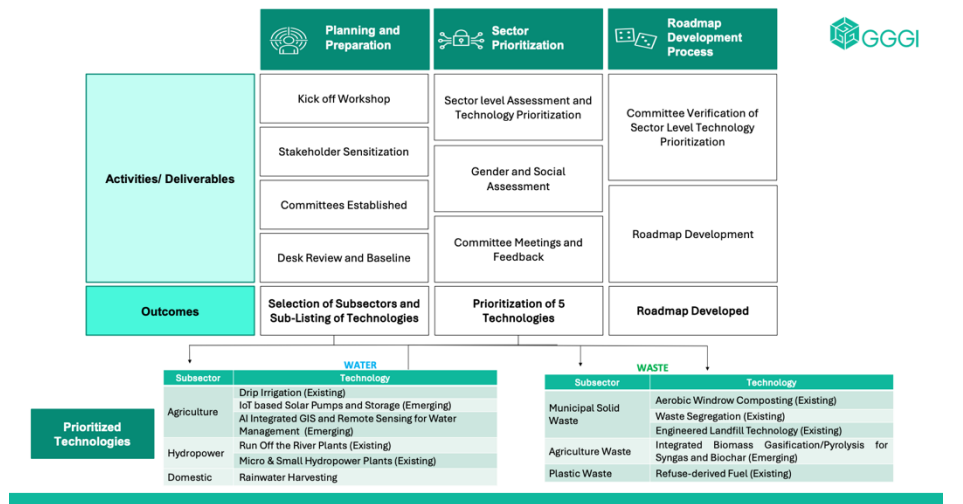 Planning and
Preparation
Sector
Prioritization
Roadmap
Development
Process
GGGI
Activities/ Deliverables
Kick off Workshop
Stakeholder Sensitization
Committees Established
Desk Review and Baseline
Sector level Assessment and
Technology Prioritization
Gender and Social
Assessment
Committee Meetings and
Feedback
Committee Verification of
Sector Level Technology
Prioritization
Roadmap Development
Outcomes
Selection of Subsectors and
Sub-Listing of Technologies
Prioritization of 5
Technologies
Roadmap Developed
Prioritized
Technologies
WATER
Subsector
Technology
Agriculture
Drip Irrigation (Existing)
IoT based Solar Pumps and Storage (Emerging)
AI Integrated GIS and Remote Sensing for Water
Management (Emerging)
Hydropower
Run Off the River Plants (Existing)
Micro & Small Hydropower Plants (Existing)
Domestic
Rainwater Harvesting
WASTE
Subsector
Technology
Municipal Solid
Waste
Aerobic Windrow Composting (Existing)
Waste Segregation (Existing)
Engineered Landfill Technology (Existing)
Agriculture Waste
Integrated Biomass Gasification/Pyrolysis for
Syngas and Biochar (Emerging)
Plastic Waste
Refuse-derived Fuel (Existing)